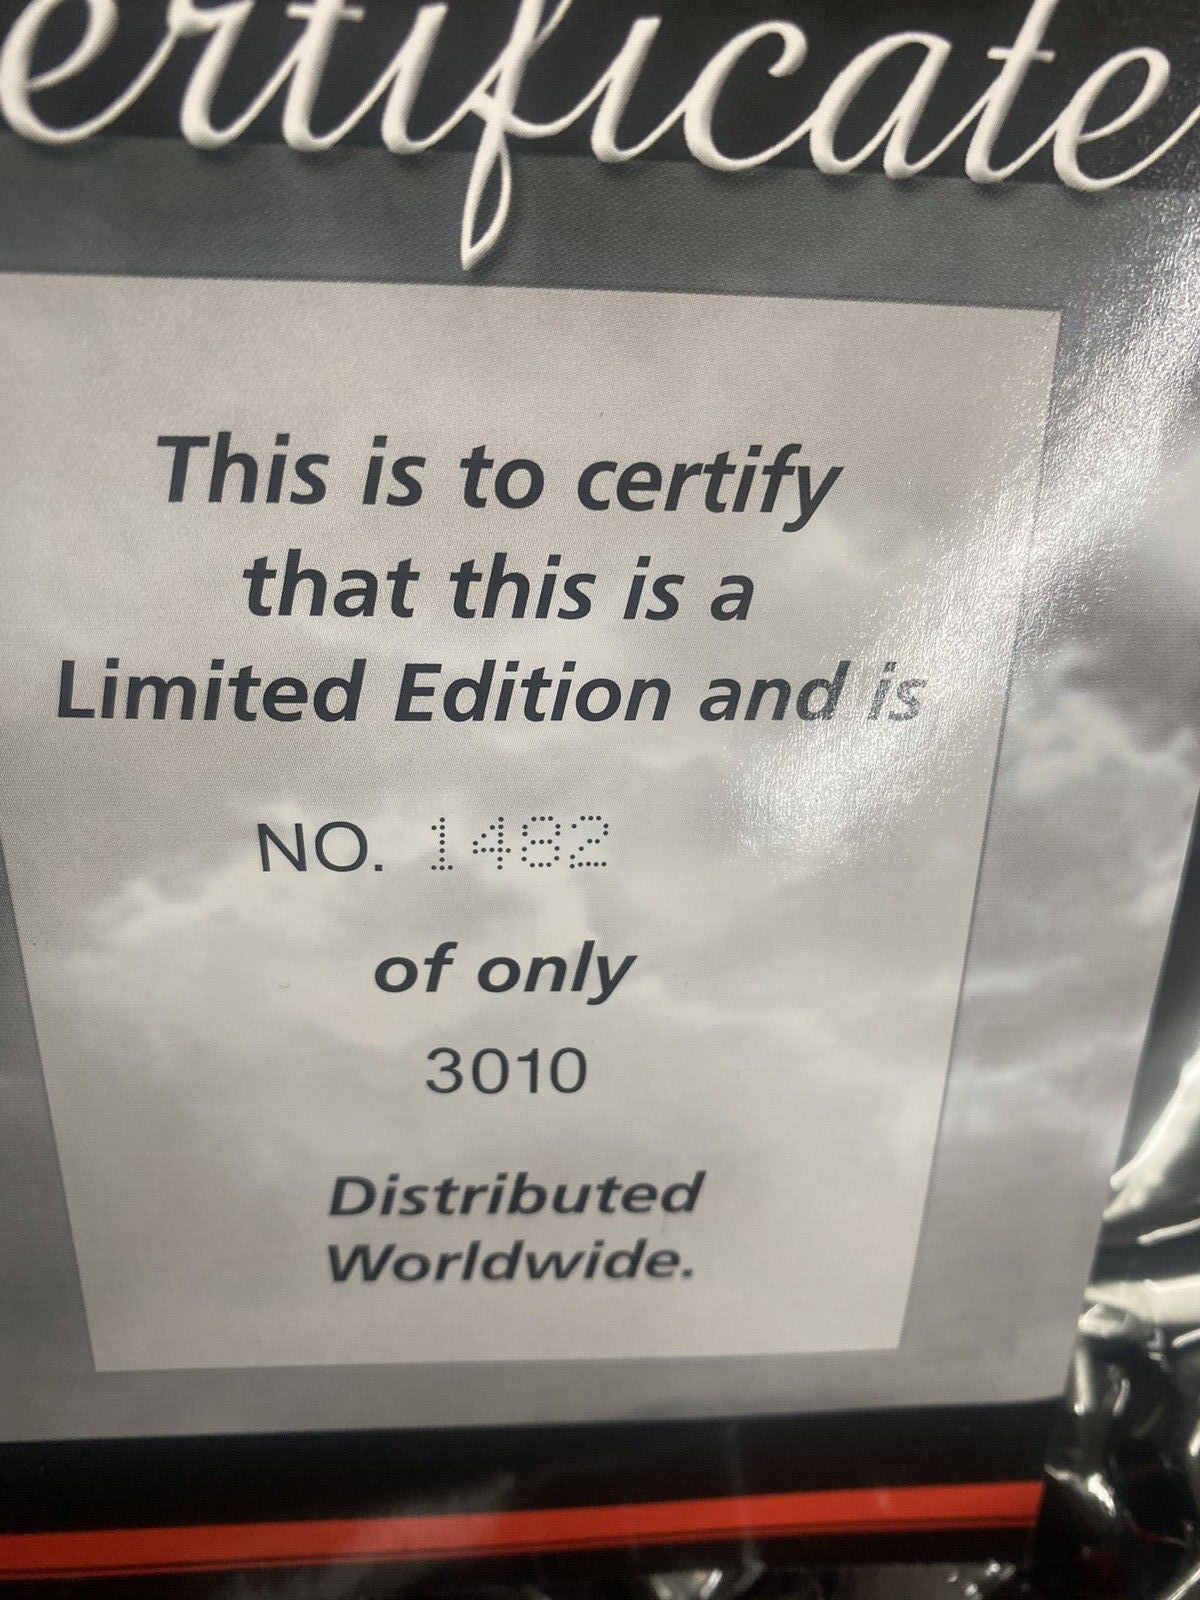 ertificate
This is to certify
that this is a
Limited Edition and is
NO. 1482
of only
3010
Distributed
Worldwide.